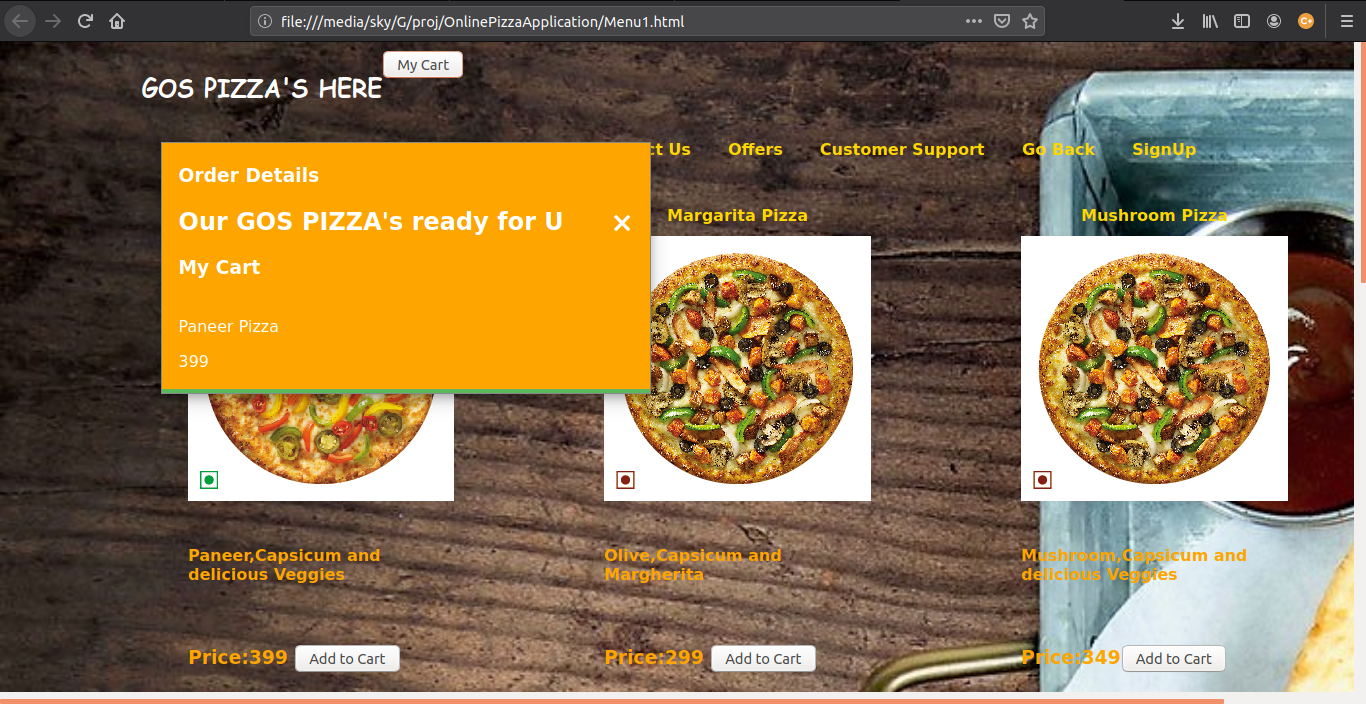 file:///media/sky/G/proj/OnlinePizzaApplication/Menu1.html
C+
My Cart
GOS PIZZA'S HERE
ct Us Offers Customer Support Go Back SignUp
Order Details
Our GOS PIZZA's ready for U ×
My Cart
Paneer Pizza
399
Margarita Pizza Mushroom Pizza
Paneer,Capsicum and
delicious Veggies
Olive,Capsicum and
Margherita
Mushroom,Capsicum and
delicious Veggies
Price:399 Add to Cart Price:299 Add to Cart Price:349 Add to Cart